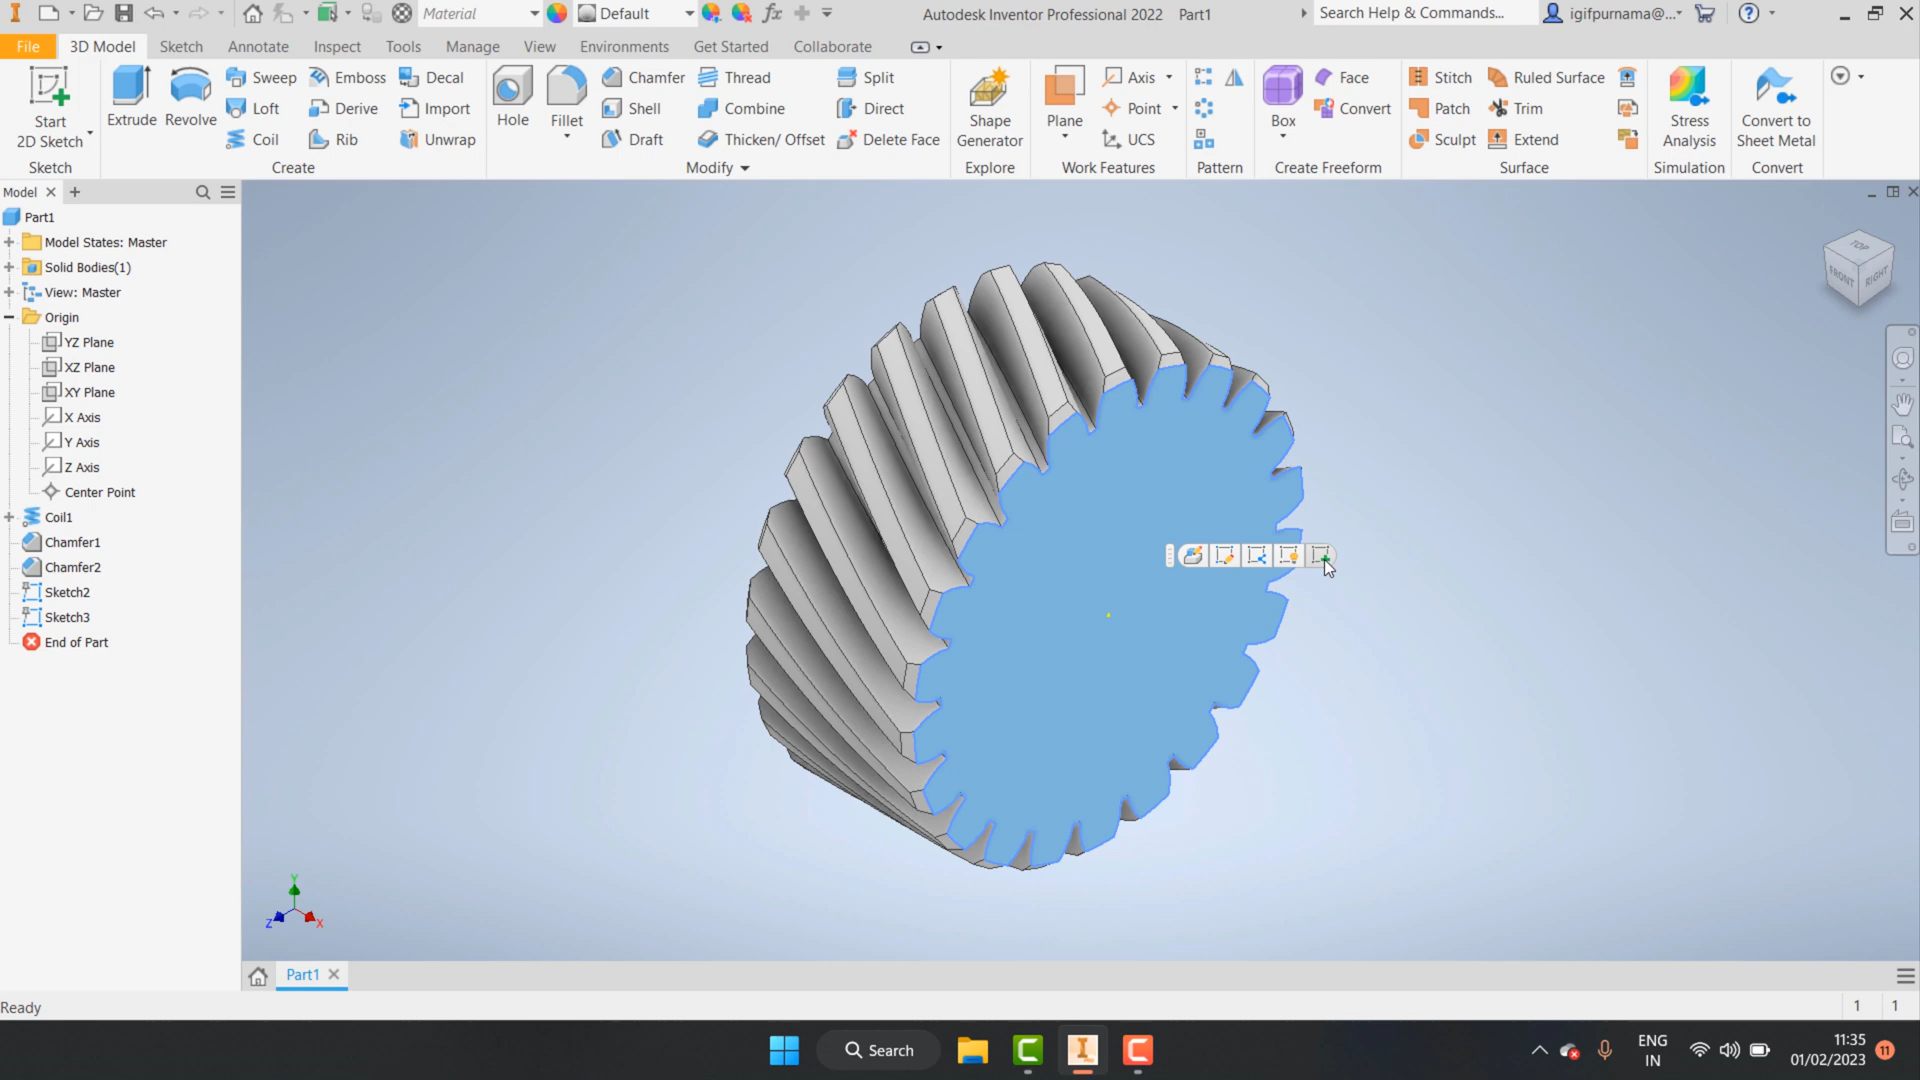 Material
Default
Autodesk Inventor Professional 2022 Part1
Search Help & Commands...
igifpurnama@...
File
3D Model
Sketch
Annotate
Inspect
Tools
Manage
View
Environments
Get Started
Collaborate
Start
2D Sketch
Sketch
Extrude
Revolve
Sweep
Loft
Coil
Emboss
Derive
Rib
Decal
Import
Unwrap
Create
Hole
Fillet
Chamfer
Shell
Draft
Thread
Combine
Thicken/ Offset
Split
Direct
Delete Face
Modify
Shape
Generator
Explore
Plane
Axis
Point
UCS
Work Features
Pattern
Box
Face
Convert
Create Freeform
Stitch
Patch
Sculpt
Ruled Surface
Trim
Extend
Surface
Stress
Analysis
Simulation
Convert to
Sheet Metal
Convert
Model
Part1
Model States: Master
Solid Bodies(1)
View: Master
Origin
YZ Plane
XZ Plane
XY Plane
X Axis
Y Axis
Z Axis
Center Point
Coil1
Chamfer1
Chamfer2
Sketch2
Sketch3
End of Part
TOP
FRONT
RIGHT
Y
Z
X
Part1
Ready
1 1
Search
ENG
IN
11:35
01/02/2023
11